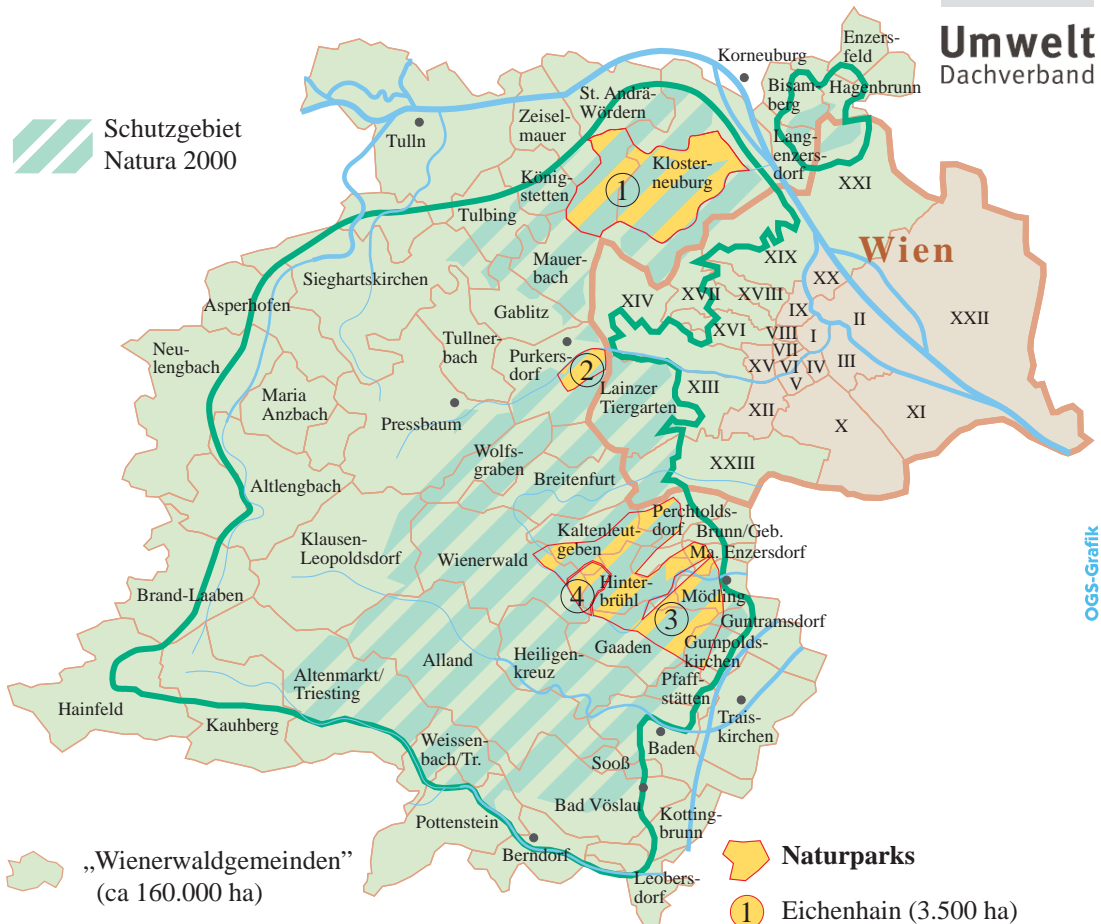 Umwelt
Dachverband
Enzers-
feld
Korneuburg
Bisam-
berg
Hagenbrunn
St. Andrä-
Wördern
Zeisel-
mauer
Schutzgebiet
Natura 2000
Tulln
Lang-
enzers-
dorf
Kloster-
neuburg
König-
stetten
1
XXI
Tulbing
Wien
Mauer-
bach
XIX
Sieghartskirchen
XX
Asperhofen
XIV
XVII
XVIII
IX
II
XXII
Gablitz
Tullner-
bach
XVI
VIII
I
Neu-
lengbach
Purkers-
dorf
VII
2
XV
VI
IV
III
V
Lainzer
Tiergarten
XIII
Maria
Anzbach
Pressbaum
XII
X
XI
Wolfs-
graben
XXIII
Breitenfurt
Altlengbach
Perchtolds-
dorf
Kaltenleut-
geben
Brunn/Geb.
Klausen-
Leopoldsdorf
Wienerwald
Ma. Enzersdorf
Hinter-
brühl
4
Mödling
Brand-Laaben
3
Guntramsdorf
Gaaden
Gumpolds-
kirchen
Heiligen-
kreuz
Alland
Altenmarkt/
Triesting
Pfaff-
stätten
Hainfeld
Kauhberg
Trais-
kirchen
Weissen-
bach/Tr.
Baden
Sooß
Bad Vöslau
Kotting-
brunn
Pottenstein
Berndorf
Leobers-
dorf
„Wienerwaldgemeinden”
(ca 160.000 ha)
Naturparks
1 Eichenhain (3.500 ha)
OGS-Grafik